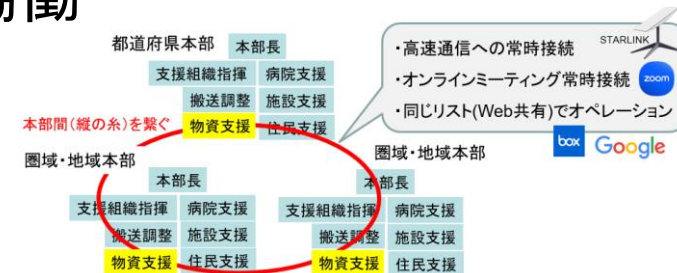 都道府県本部 本部長
支援組織指揮 病院支援
搬送調整 施設支援
物資支援 住民支援
本部間(縦の糸)を繋ぐ
・高速通信への常時接続 STARLINK
・オンラインミーティング常時接続 zoom
・同じリスト(Web共有)でオペレーション
box Google
圏域・地域本部
本部長
支援組織指揮 病院支援
搬送調整 施設支援
物資支援 住民支援
圏域・地域本部
本部長
支援組織指揮 病院支援
搬送調整 施設支援
物資支援 住民支援